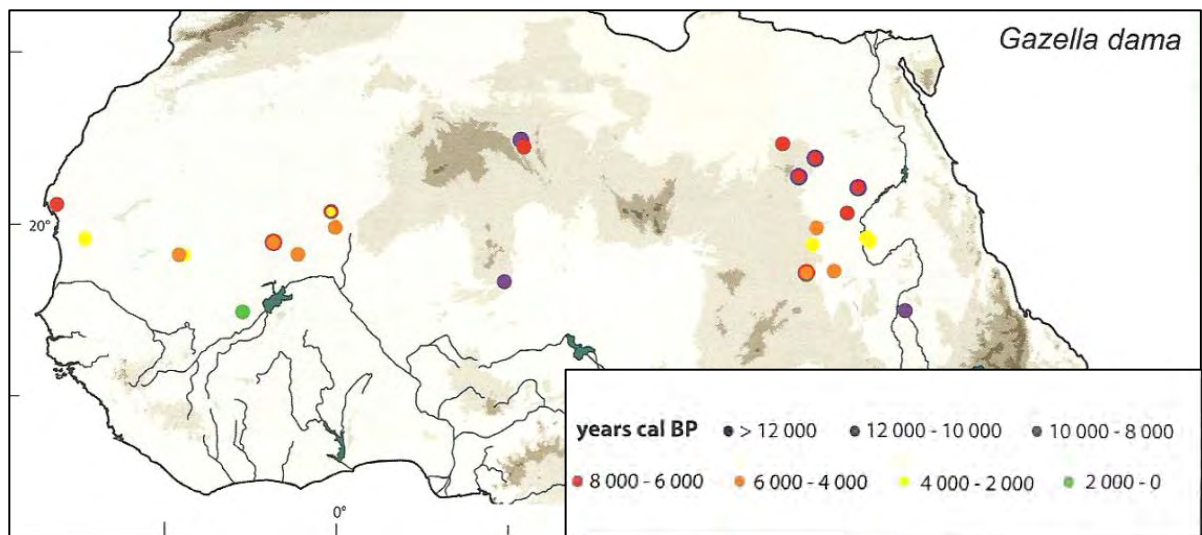 Gazella dama
20°
years cal BP > 12 000 12 000 - 10 000 10 000 - 8 000
8 000 - 6 000 6 000 - 4 000 4 000 - 2 000 2 000 - 0
0°